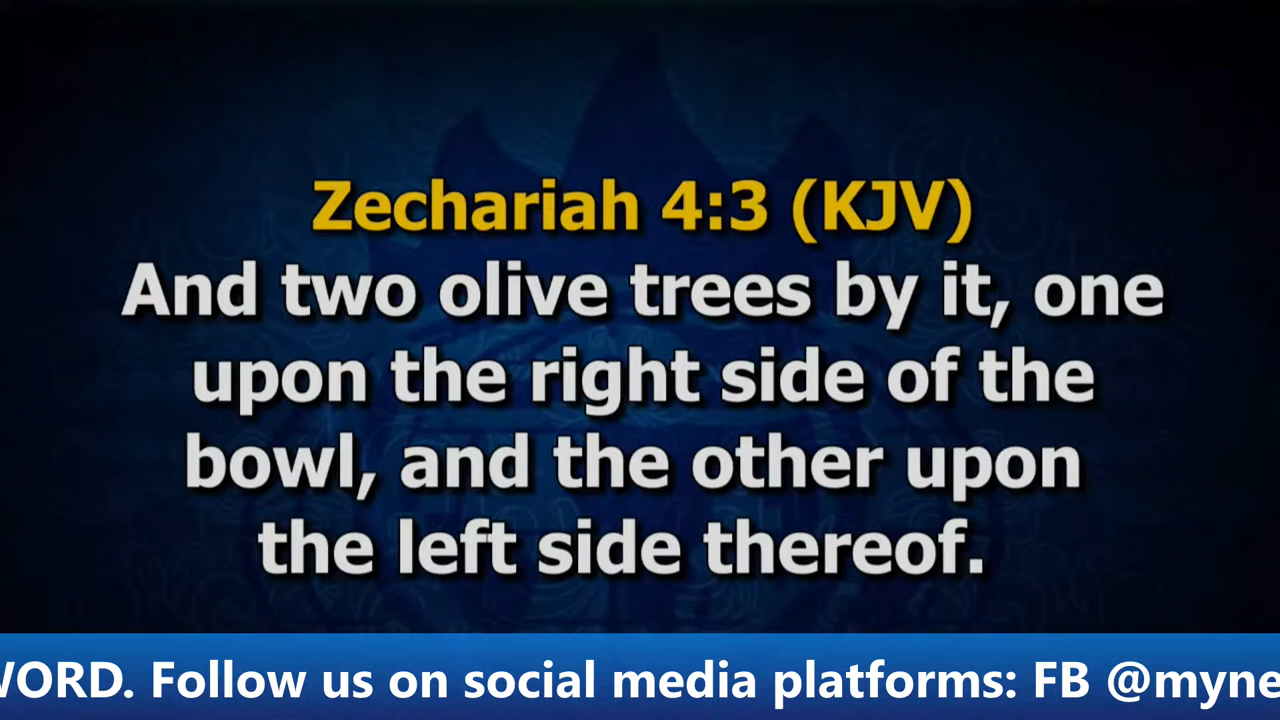 Zechariah 4:3 (KJV)
And two olive trees by it, one
upon the right side of the
bowl, and the other upon
the left side thereof.
WORD. Follow us on social media platforms: FB @myne